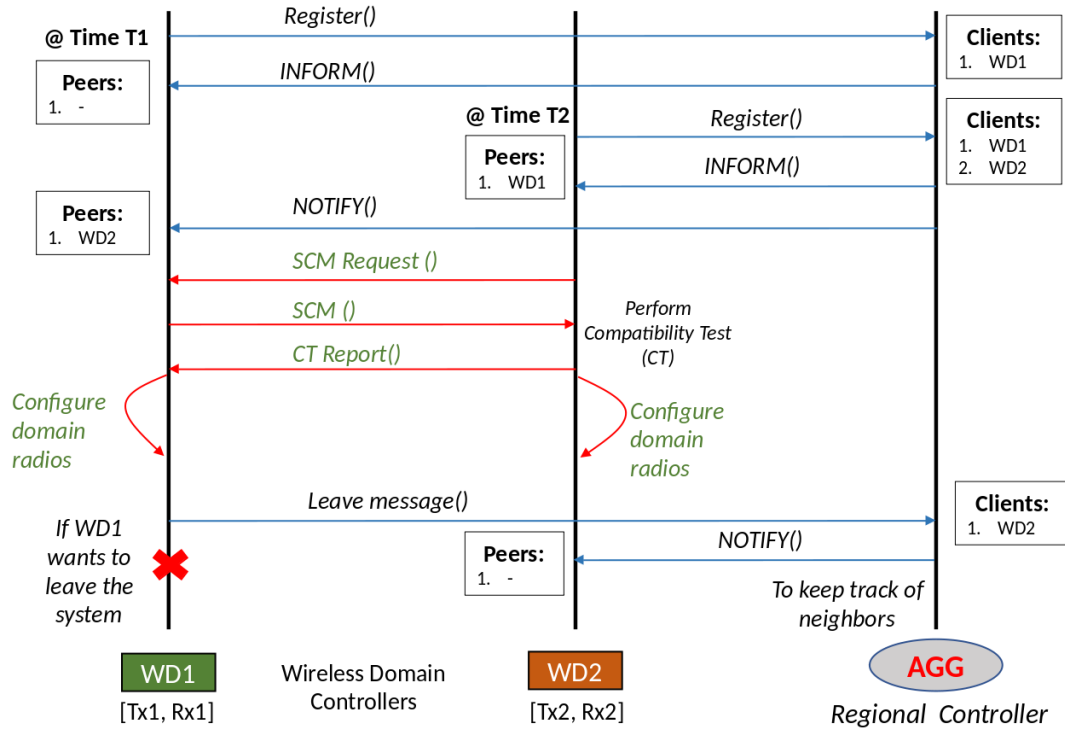 Register()
@ Time T1
Clients:
1. WD1
Peers:
1. -
INFORM()
@ Time T2
Register()
Clients:
1. WD1
2. WD2
Peers:
1. WD1
INFORM()
Peers:
1. WD2
NOTIFY()
SCM Request ()
SCM ()
Perform
Compatibility Test
(CT)
CT Report()
Configure
domain
radios
Configure
domain
radios
Leave message()
Clients:
1. WD2
If WD1
wants to
leave the
system
Peers:
1. -
NOTIFY()
To keep track of
neighbors
WD1
[Tx1, Rx1]
Wireless Domain
Controllers
WD2
[Tx2, Rx2]
AGG
Regional Controller